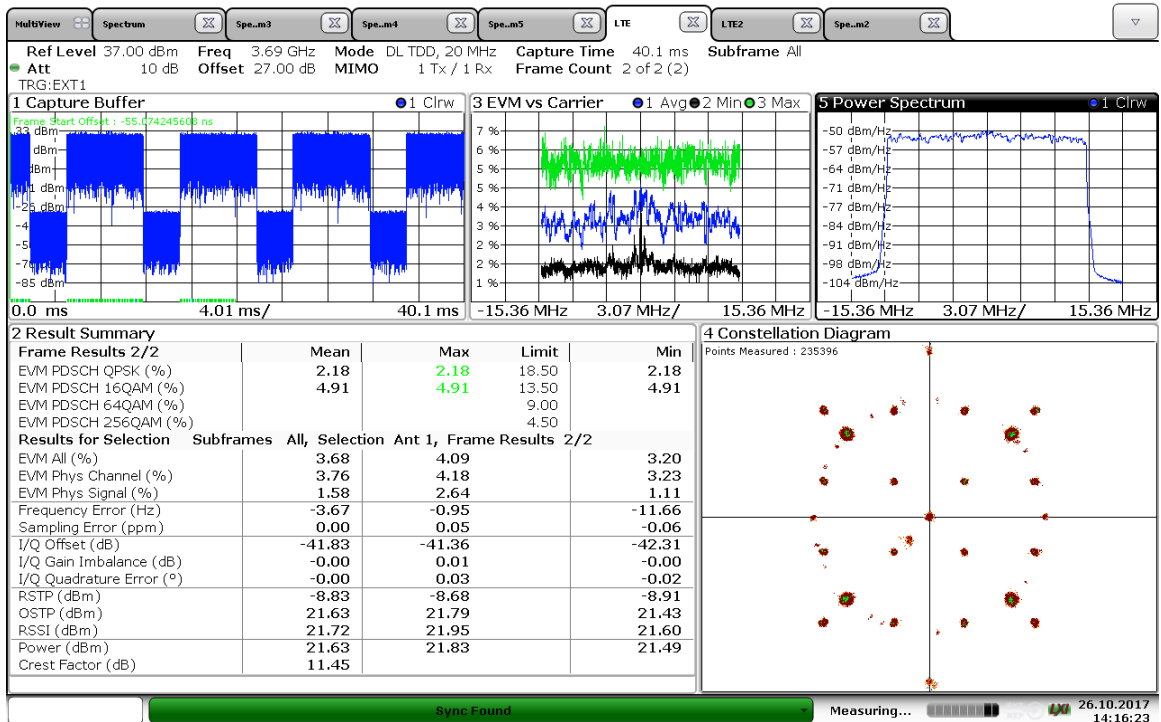 MultiView Spectrum Spe..m3 Spe..m4 Spe..m5 LTE LTE2 Spe..m2
Ref Level 37.00 dBm Freq 3.69 GHz Mode DL TDD, 20 MHz Capture Time 40.1 ms Subframe All
Att 10 dB Offset 27.00 dB MIMO 1 Tx / 1 Rx Frame Count 2 of 2 (2)
TRG:EXT1
1 Capture Buffer 1 Clrw
Frame Start Offset : -55.074245608 ns
33 dBm
dBm
dBm
dBm
-25 dBm
-85 dBm
0.0 ms 4.01 ms/ 40.1 ms
3 EVM vs Carrier 1 Avg 2 Min 3 Max
7 %
6 %
5 %
5 %
4 %
3 %
2 %
2 %
1 %
-15.36 MHz 3.07 MHz/ 15.36 MHz
5 Power Spectrum 1 Clrw
-50 dBm/Hz
-57 dBm/Hz
-64 dBm/Hz
-71 dBm/Hz
-77 dBm/Hz
-84 dBm/Hz
-91 dBm/Hz
-98 dBm/Hz
-104 dBm/Hz
-15.36 MHz 3.07 MHz/ 15.36 MHz
2 Result Summary
Frame Results 2/2 Mean Max Limit Min
EVM PDSCH QPSK (%) 2.18 2.18 18.50 2.18
EVM PDSCH 16QAM (%) 4.91 4.91 13.50 4.91
EVM PDSCH 64QAM (%) 9.00
EVM PDSCH 256QAM (%) 4.50
Results for Selection Subframes All, Selection Ant 1, Frame Results 2/2
EVM All (%) 3.68 4.09 3.20
EVM Phys Channel (%) 3.76 4.18 3.23
EVM Phys Signal (%) 1.58 2.64 1.11
Frequency Error (Hz) -3.67 -0.95 -11.66
Sampling Error (ppm) 0.00 0.05 -0.06
I/Q Offset (dB) -41.83 -41.36 -42.31
I/Q Gain Imbalance (dB) -0.00 0.01 -0.00
I/Q Quadrature Error (°) -0.00 0.03 -0.02
RSTP (dBm) -8.83 -8.68 -8.91
OSTP (dBm) 21.63 21.79 21.43
RSSI (dBm) 21.72 21.95 21.60
Power (dBm) 21.63 21.83 21.49
Crest Factor (dB) 11.45
4 Constellation Diagram
Points Measured : 235396
Sync Found
Measuring...
REF
LXI
26.10.2017
14:16:23